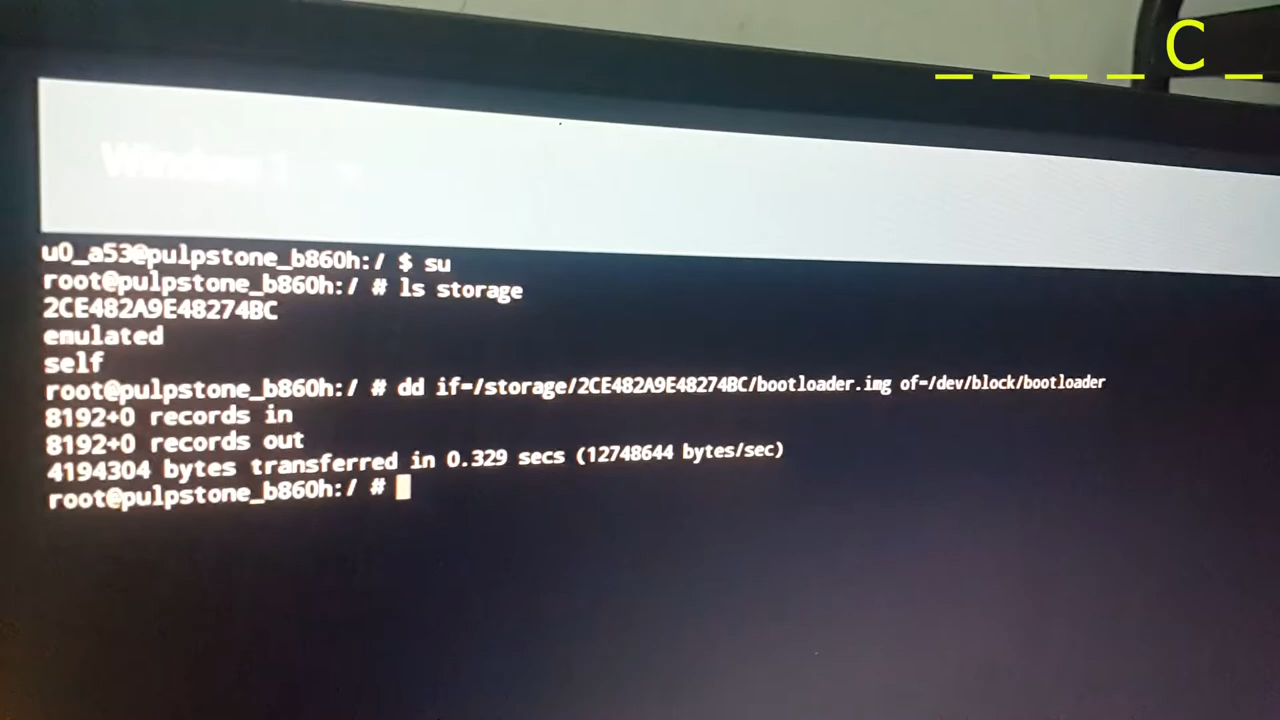 _ _ _ _ C _
Window 1
u0_a53@pulpstone_b860h:/ $ su
root@pulpstone_b860h:/ # ls storage
2CE482A9E48274BC
emulated
self
root@pulpstone_b860h:/ # dd if=/storage/2CE482A9E48274BC/bootloader.img of=/dev/block/bootloader
8192+0 records in
8192+0 records out
4194304 bytes transferred in 0.329 secs (12748644 bytes/sec)
root@pulpstone_b860h:/ #